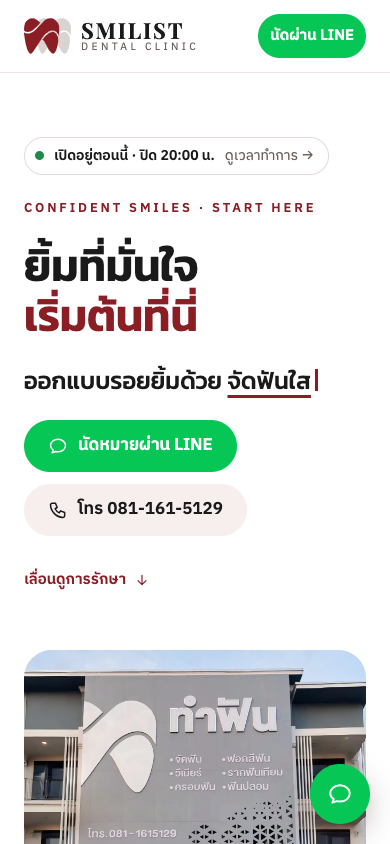 SMILIST
DENTAL CLINIC
นัดผ่าน LINE
เปิดอยู่ตอนนี้ · ปิด 20:00 น. ดูเวลาทำการ →
CONFIDENT SMILES · START HERE
ยิ้มที่มั่นใจ
เริ่มต้นที่นี่
ออกแบบรอยยิ้มด้วย จัดฟันใส
นัดหมายผ่าน LINE
โทร 081-161-5129
เลื่อนดูการรักษา ↓
ทำฟัน
•จัดฟัน •ฟอกสีฟัน
•วีเนียร์ •รากฟันเทียม
•ครอบฟัน •ฟันปลอม
โทร.081-1615129